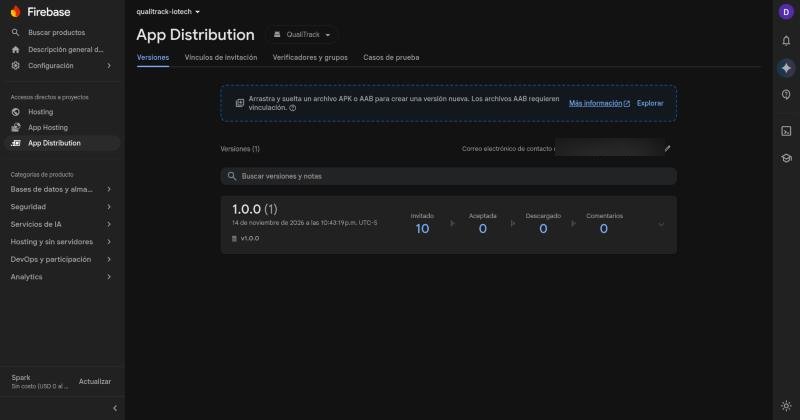 Firebase
Buscar productos
Descripción general d...
Configuración
Accesos directos a proyectos
Hosting
App Hosting
App Distribution
Categorías de producto
Bases de datos y alma...
Seguridad
Servicios de IA
Hosting y sin servidores
DevOps y participación
Analytics
Spark
Sin costo (USD 0 al ...
Actualizar
qualitrack-iotech
App Distribution
QualiTrack
Versiones
Vínculos de invitación
Verificadores y grupos
Casos de prueba
Arrastra y suelta un archivo APK o AAB para crear una versión nueva. Los archivos AAB requieren
vinculación.
Más información
Explorar
Versiones (1)
Correo electrónico de contacto
Buscar versiones y notas
1.0.0 (1)
14 de noviembre de 2026 a las 10:43:19 p.m. UTC-5
v1.0.0
Invitado
10
Aceptada
0
Descargado
0
Comentarios
0
D